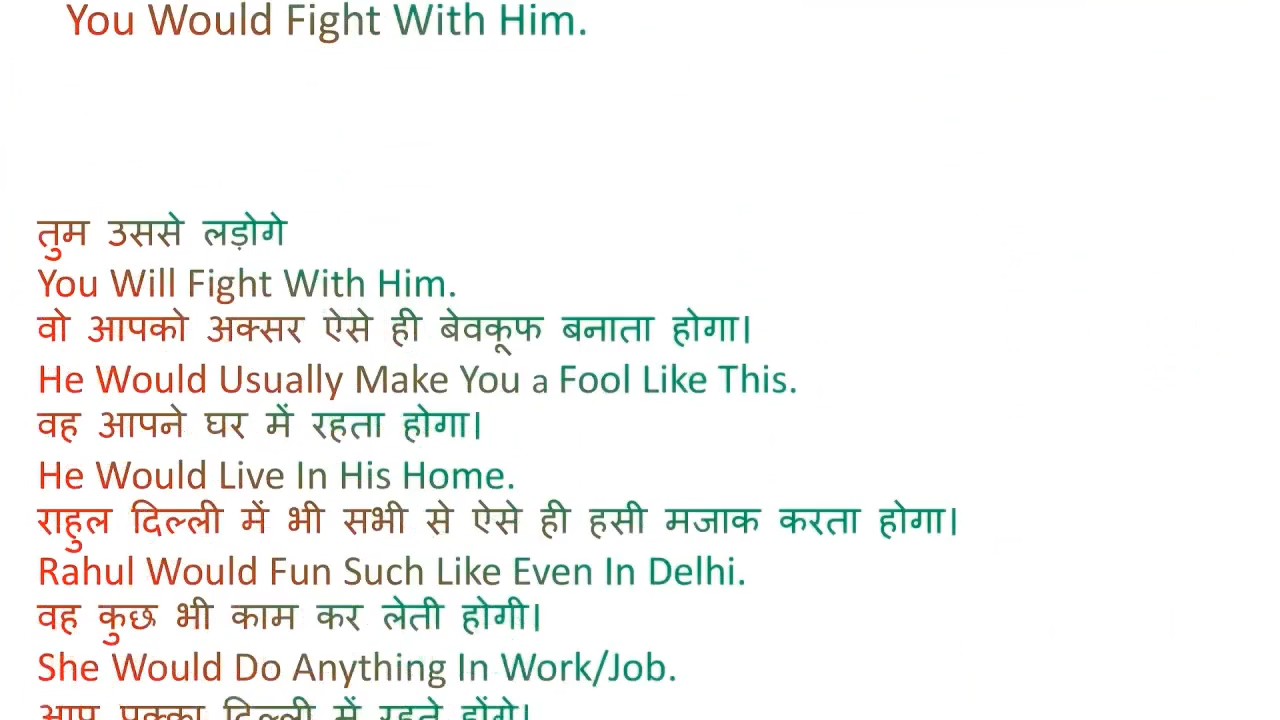 You Would Fight With Him.
तुम उससे लड़ोगे
You Will Fight With Him.
वो आपको अक्सर ऐसे ही बेवकूफ बनाता होगा।
He Would Usually Make You a Fool Like This.
वह आपने घर में रहता होगा।
He Would Live In His Home.
राहुल दिल्ली में भी सभी से ऐसे ही हसी मजाक करता होगा।
Rahul Would Fun Such Like Even In Delhi.
वह कुछ भी काम कर लेती होगी।
She Would Do Anything In Work/Job.
आप पक्का दिल्ली में रहते होंगे।